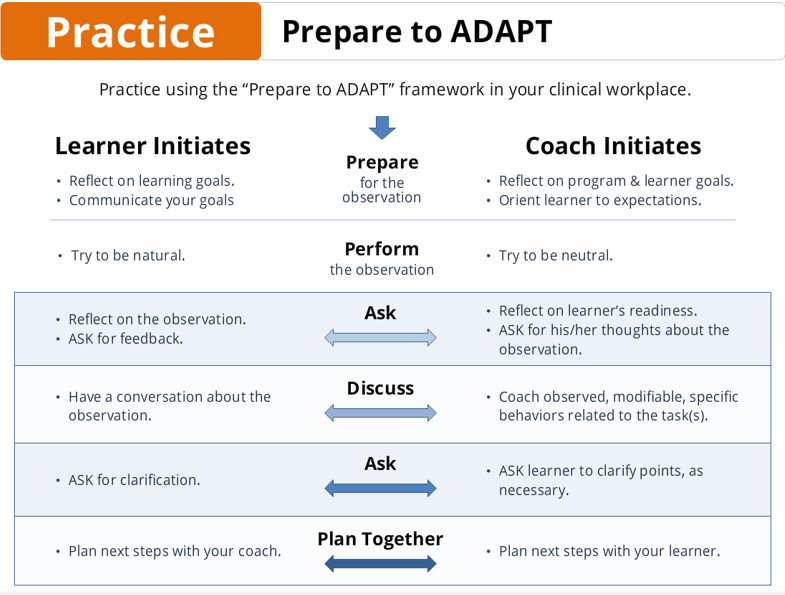 Practice
Prepare to ADAPT
Practice using the “Prepare to ADAPT” framework in your clinical workplace.
Learner Initiates
Coach Initiates
Prepare
for the
observation
• Reflect on learning goals.
• Communicate your goals
• Reflect on program & learner goals.
• Orient learner to expectations.
• Try to be natural.
Perform
the observation
• Try to be neutral.
• Reflect on the observation.
• ASK for feedback.
Ask
• Reflect on learner’s readiness.
• ASK for his/her thoughts about the
observation.
• Have a conversation about the
observation.
Discuss
• Coach observed, modifiable, specific
behaviors related to the task(s).
• ASK for clarification.
Ask
• ASK learner to clarify points, as
necessary.
• Plan next steps with your coach.
Plan Together
• Plan next steps with your learner.